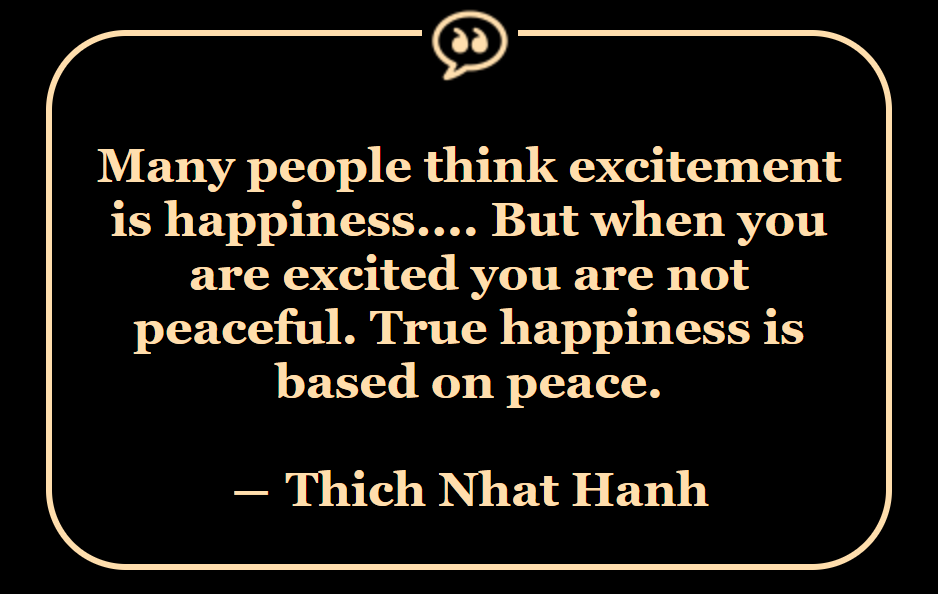 Many people think excitement
is happiness.... But when you
are excited you are not
peaceful. True happiness is
based on peace.
— Thich Nhat Hanh